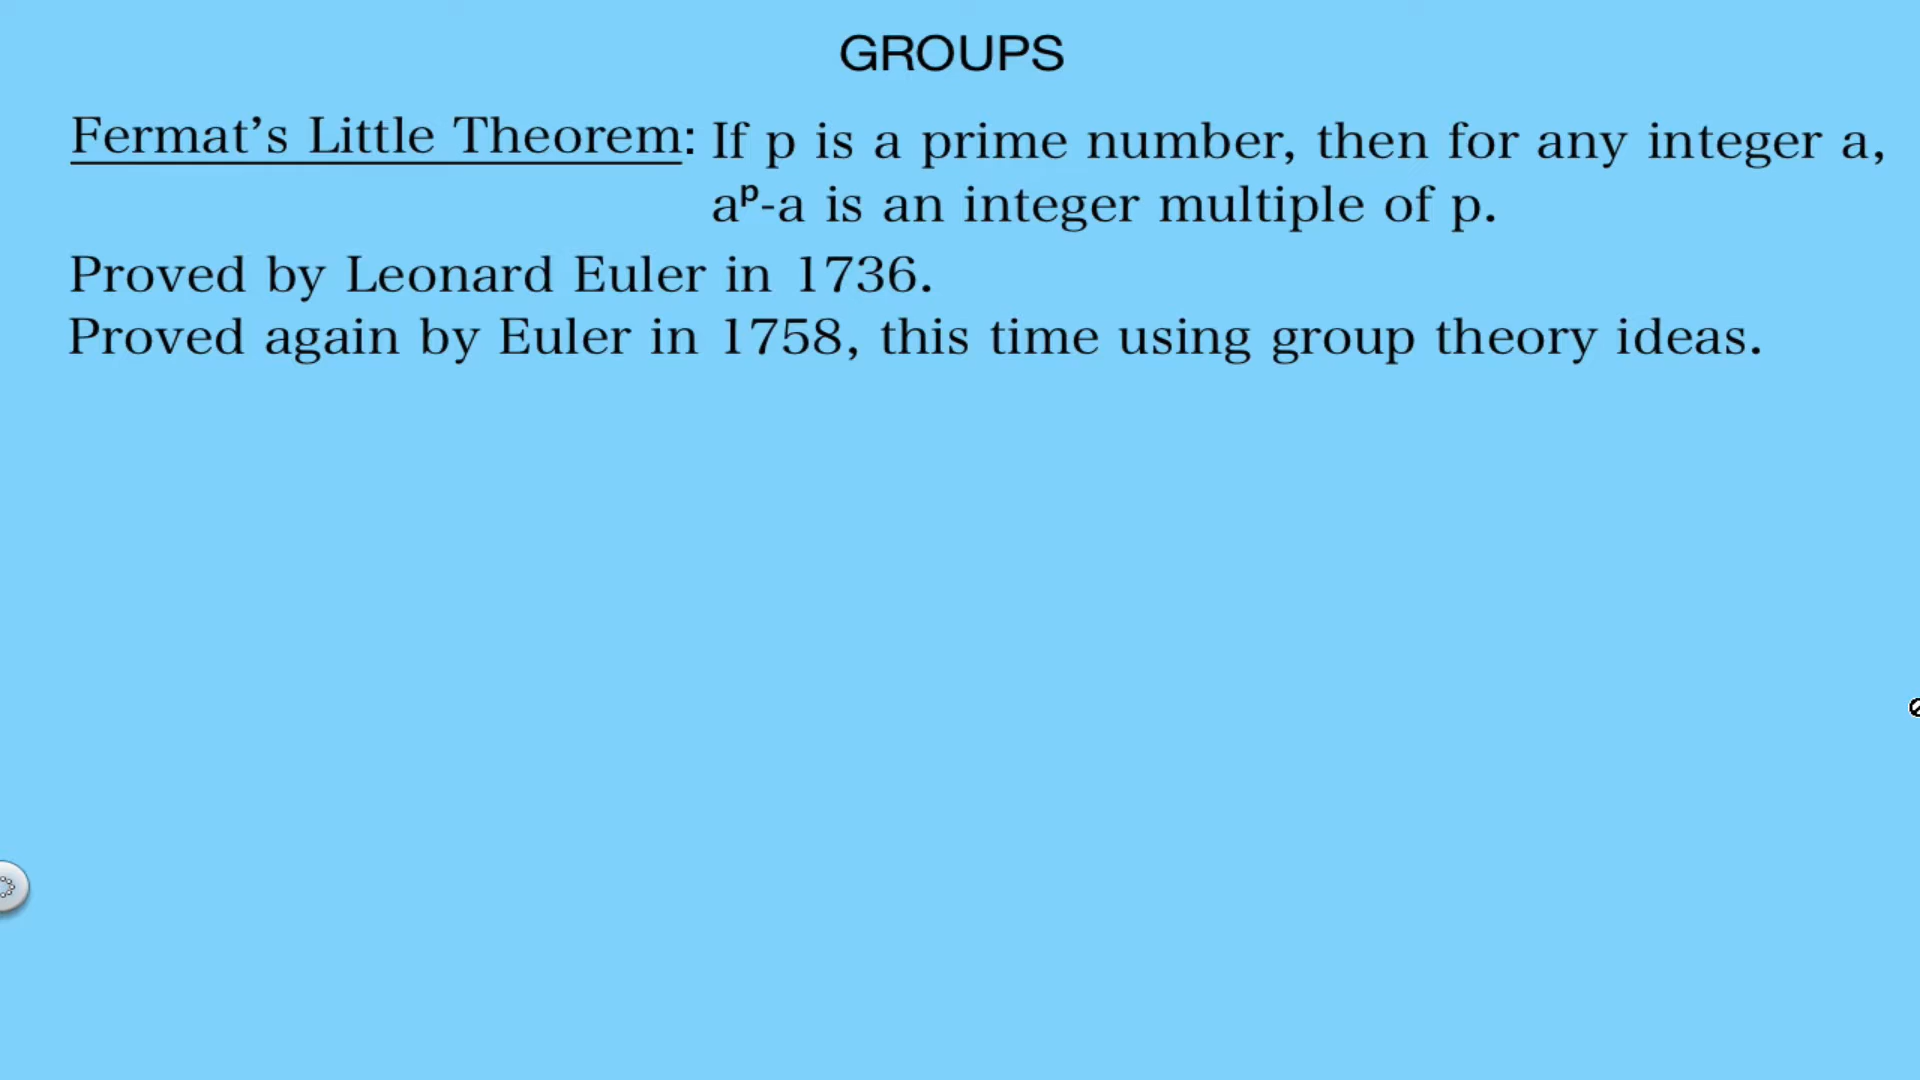 GROUPS
Fermat's Little Theorem: If p is a prime number, then for any integer a,
aᵖ-a is an integer multiple of p.
Proved by Leonard Euler in 1736.
Proved again by Euler in 1758, this time using group theory ideas.